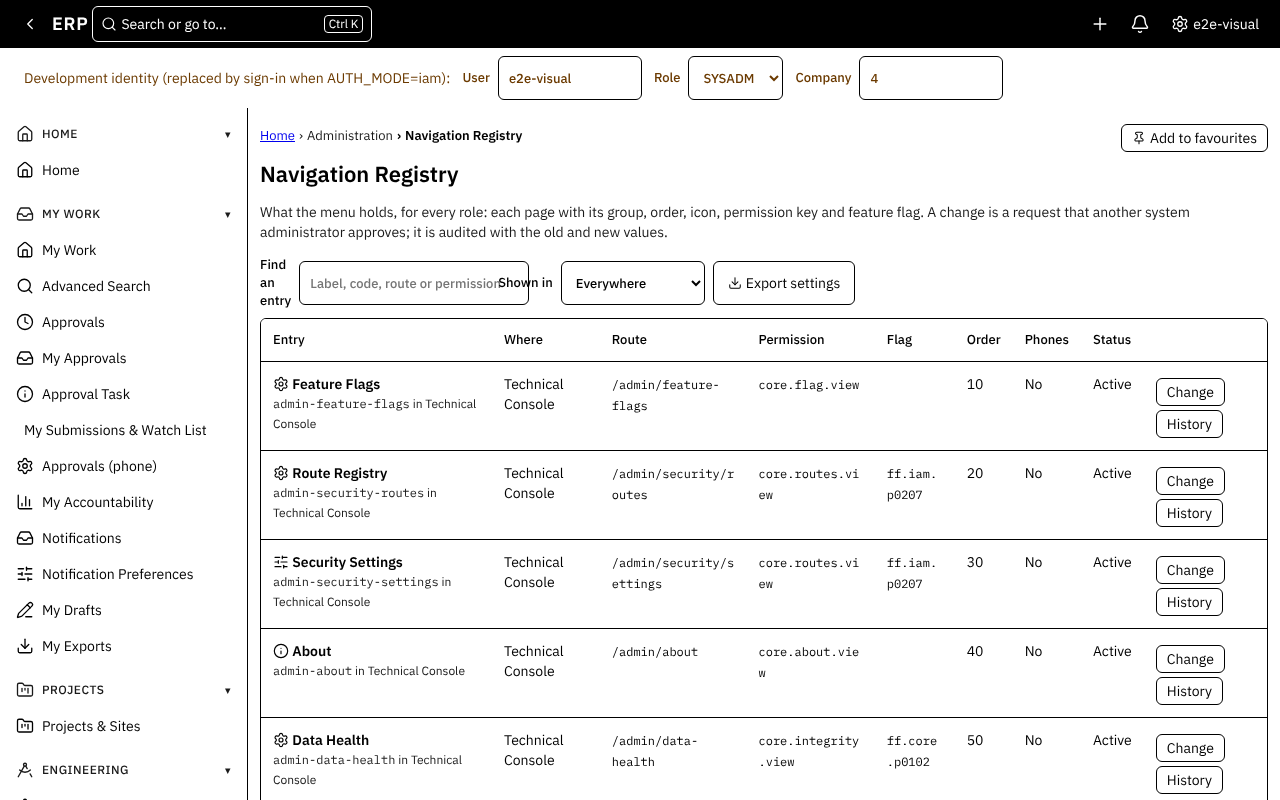 ERP
Search or go to...
Ctrl K
e2e-visual
Development identity (replaced by sign-in when AUTH_MODE=iam):
User
e2e-visual
Role
SYSADM
Company
4
HOME
Home
MY WORK
My Work
Advanced Search
Approvals
My Approvals
Approval Task
My Submissions & Watch List
Approvals (phone)
My Accountability
Notifications
Notification Preferences
My Drafts
My Exports
PROJECTS
Projects & Sites
ENGINEERING
Home › Administration › Navigation Registry
Add to favourites
Navigation Registry
What the menu holds, for every role: each page with its group, order, icon, permission key and feature flag. A change is a request that another system
administrator approves; it is audited with the old and new values.
Find
an
entry
Label, code, route or permission
Shown in
Everywhere
Export settings
Entry Where Route Permission Flag Order Phones Status
Feature Flags
admin-feature-flags in Technical
Console
Technical
Console
/admin/feature-
flags
core.flag.view
10
No
Active
Change
History
Route Registry
admin-security-routes in
Technical Console
Technical
Console
/admin/security/r
outes
core.routes.vi
ew
ff.iam.
p0207
20
No
Active
Change
History
Security Settings
admin-security-settings in
Technical Console
Technical
Console
/admin/security/s
ettings
core.routes.vi
ew
ff.iam.
p0207
30
No
Active
Change
History
About
admin-about in Technical Console
Technical
Console
/admin/about
core.about.vie
w
40
No
Active
Change
History
Data Health
admin-data-health in Technical
Console
Technical
Console
/admin/data-
health
core.integrity
.view
ff.core
.p0102
50
No
Active
Change
History